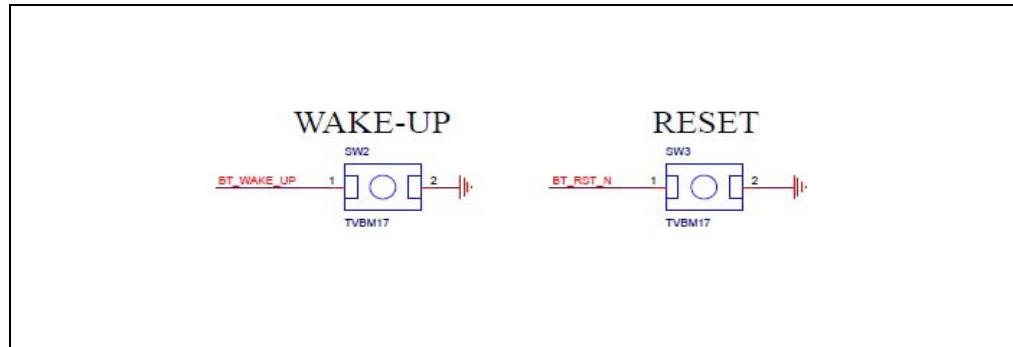 WAKE-UP
SW2
BT_WAKE_UP 1 2
TVBM17
RESET
SW3
BT_RST_N 1 2
TVBM17